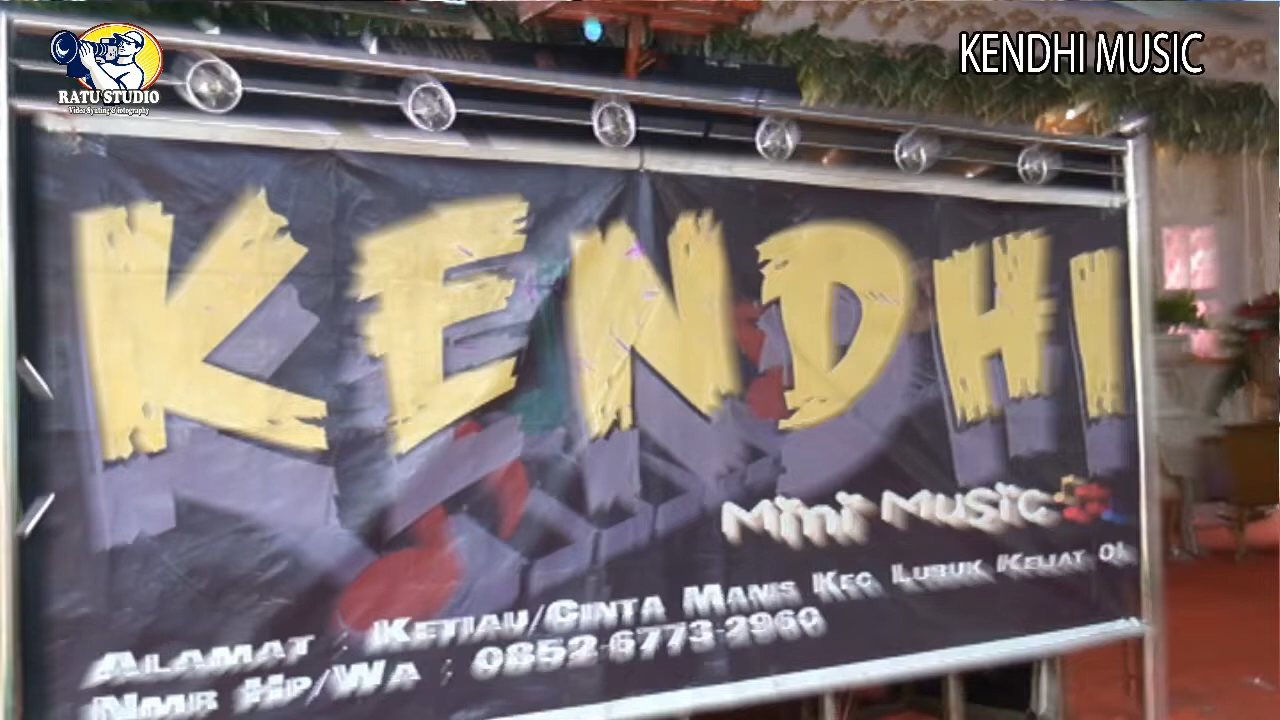 RATU STUDIO
KENDHI MUSIC
KENDHI
Mini Music
ALAMAT : KETIAU/CINTA MANIS KEC LUBUK KELIAT OI
NMR HP/WA : 0852-6773-2960